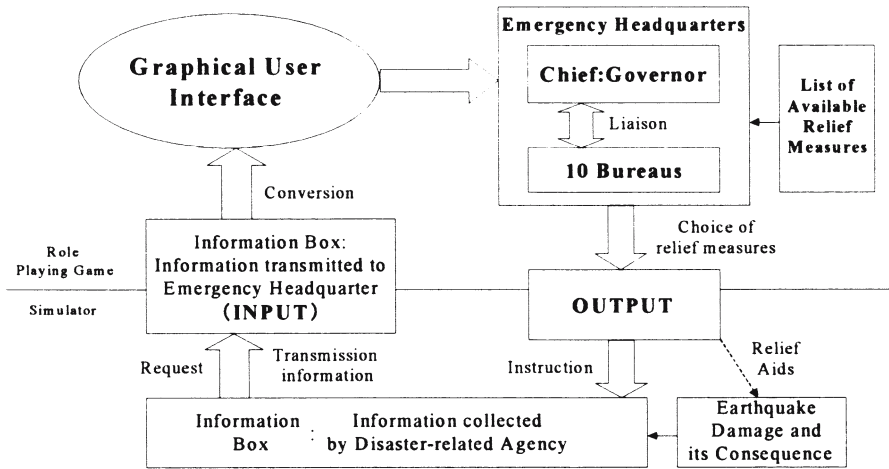 Graphical User
Interface
Emergency Headquarters
Chief:Governor
Liaison
10 Bureaus
List of
Available
Relief
Measures
Conversion
Choice of
relief measures
Information Box:
Information transmitted to
Emergency Headquarter
(INPUT)
Role
Playing Game
Simulator
OUTPUT
Request
Transmission
information
Instruction
Relief
Aids
Information
Box
:
Information collected
by Disaster-related Agency
Earthquake
Damage and
its Consequence